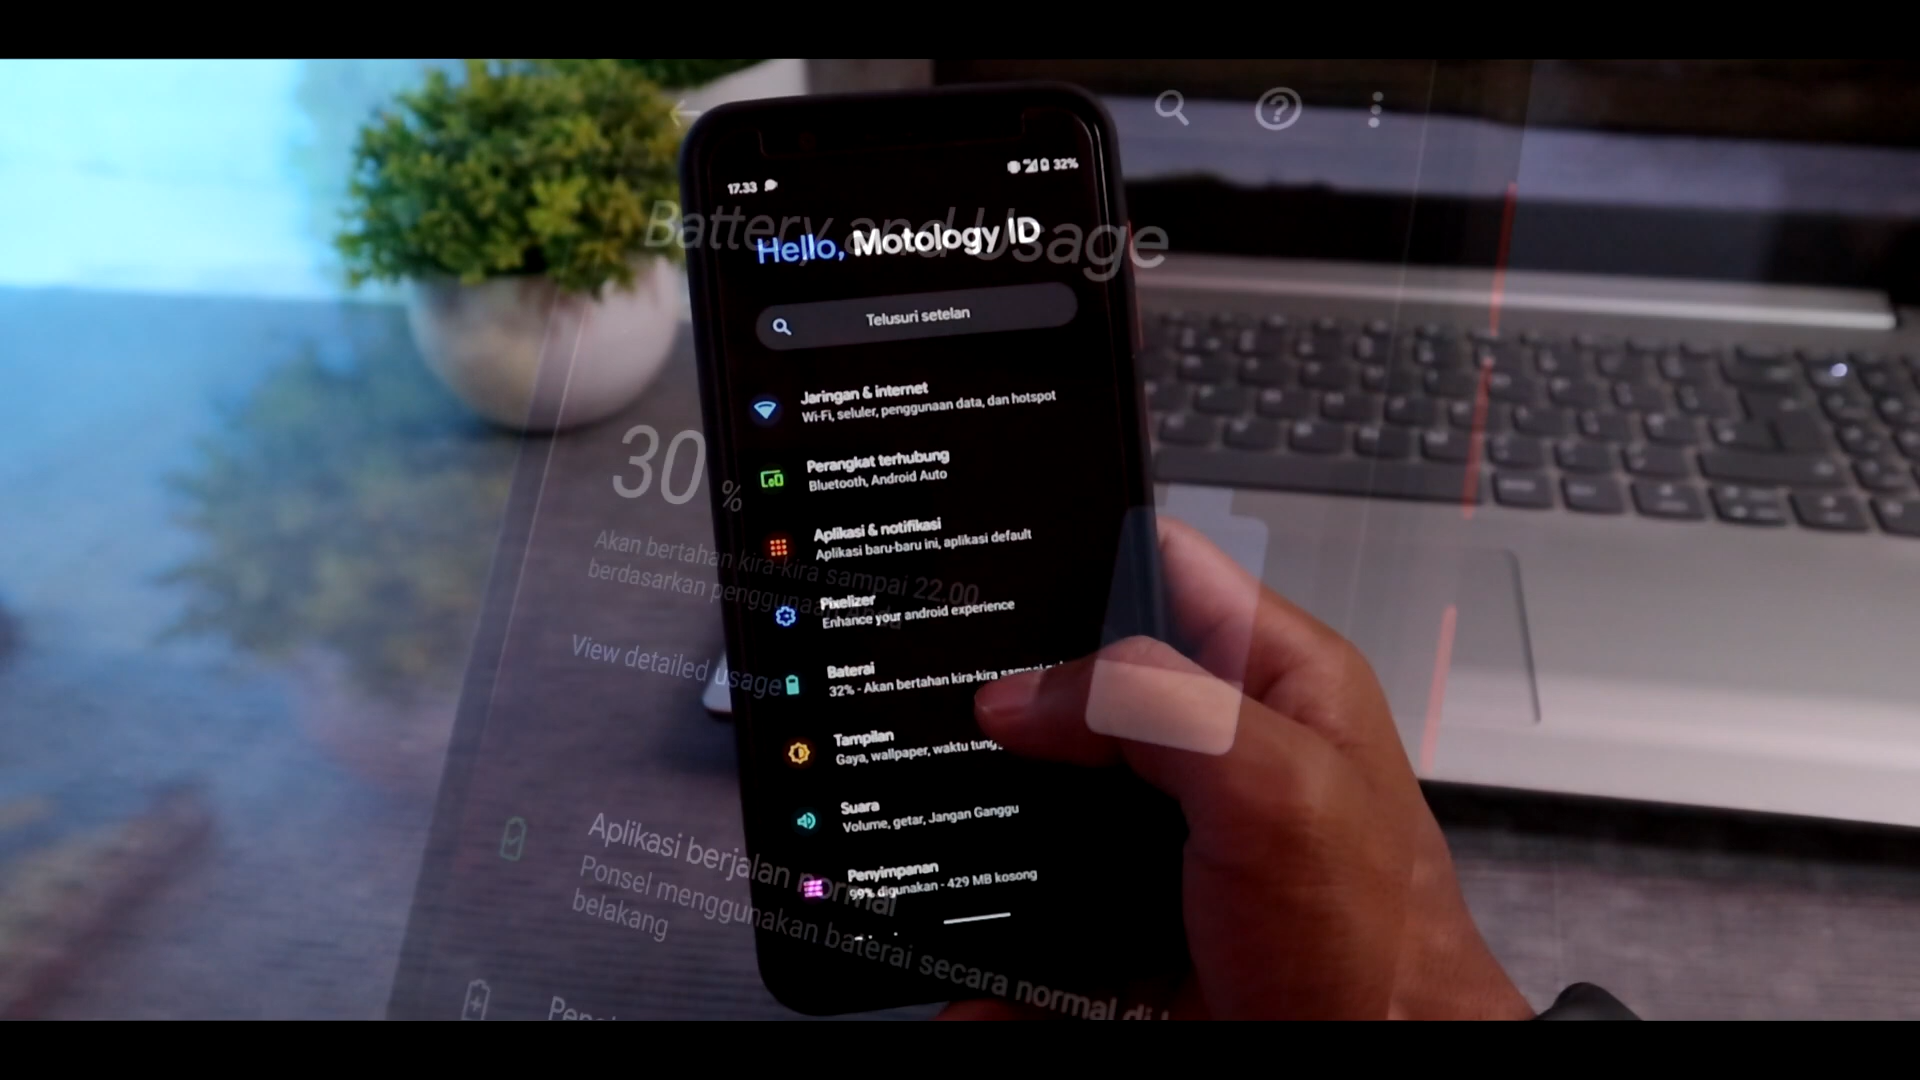 17.33
32%
Hello, Motology ID
Telusuri setelan
Jaringan & internet
Wi-Fi, seluler, penggunaan data, dan hotspot
Perangkat terhubung
Bluetooth, Android Auto
Aplikasi & notifikasi
Aplikasi baru-baru ini, aplikasi default
Pixelizer
Enhance your android experience
Baterai
32% - Akan bertahan kira-kira sampai
Tampilan
Gaya, wallpaper, waktu
Suara
Volume, getar, Jangan Ganggu
Penyimpanan
99% digunakan - 429 MB kosong
Battery and Usage
30 %
Akan bertahan kira-kira sampai 22.00
berdasarkan penggunaan Anda
View detailed usage
Aplikasi berjalan normal
Ponsel menggunakan baterai secara normal di
belakang